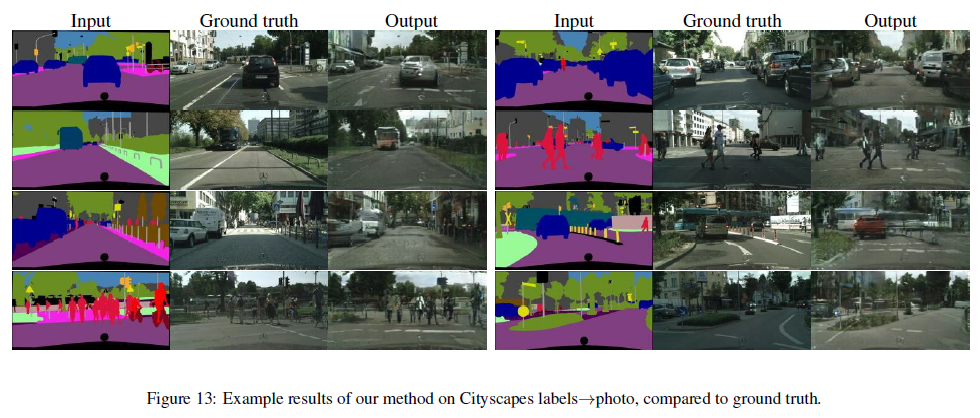 Input Ground truth Output Input Ground truth Output
Figure 13: Example results of our method on Cityscapes labels→photo, compared to ground truth.